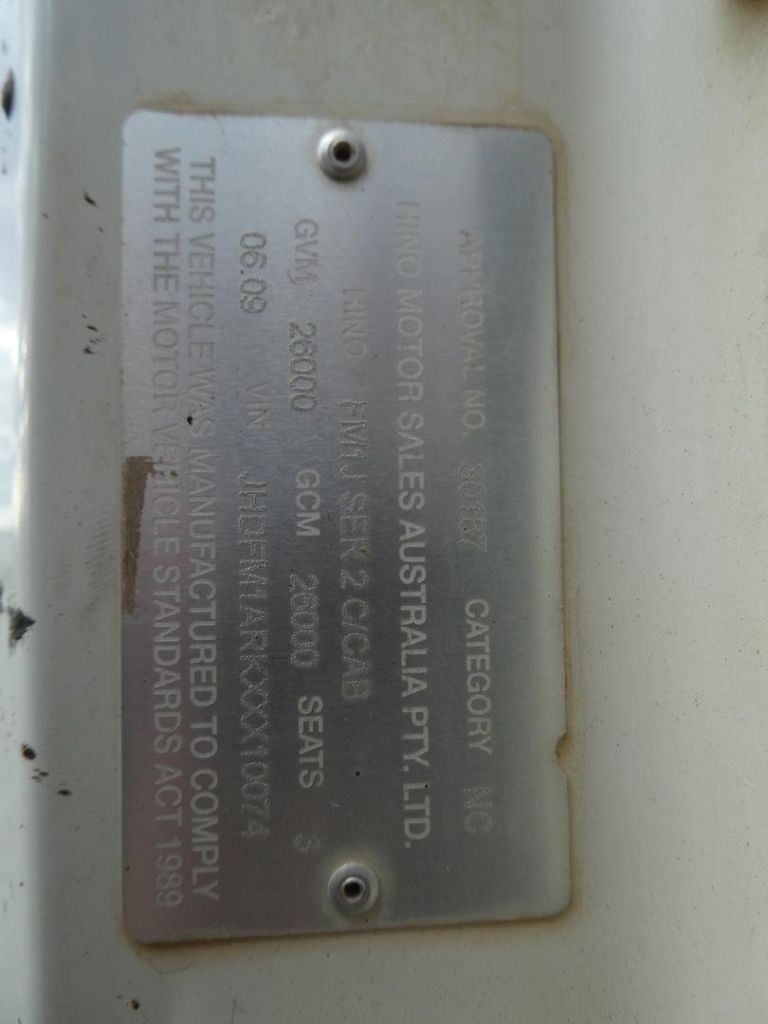 APPROVAL NO. 30187 CATEGORY NC
HINO MOTOR SALES AUSTRALIA PTY. LTD.
HINO FM1J SER 2 C/CAB
GVM 26000 GCM 26000 SEATS 3
06.09 VIN JHDFM1ARKXXX10074
THIS VEHICLE WAS MANUFACTURED TO COMPLY
WITH THE MOTOR VEHICLE STANDARDS ACT 1989